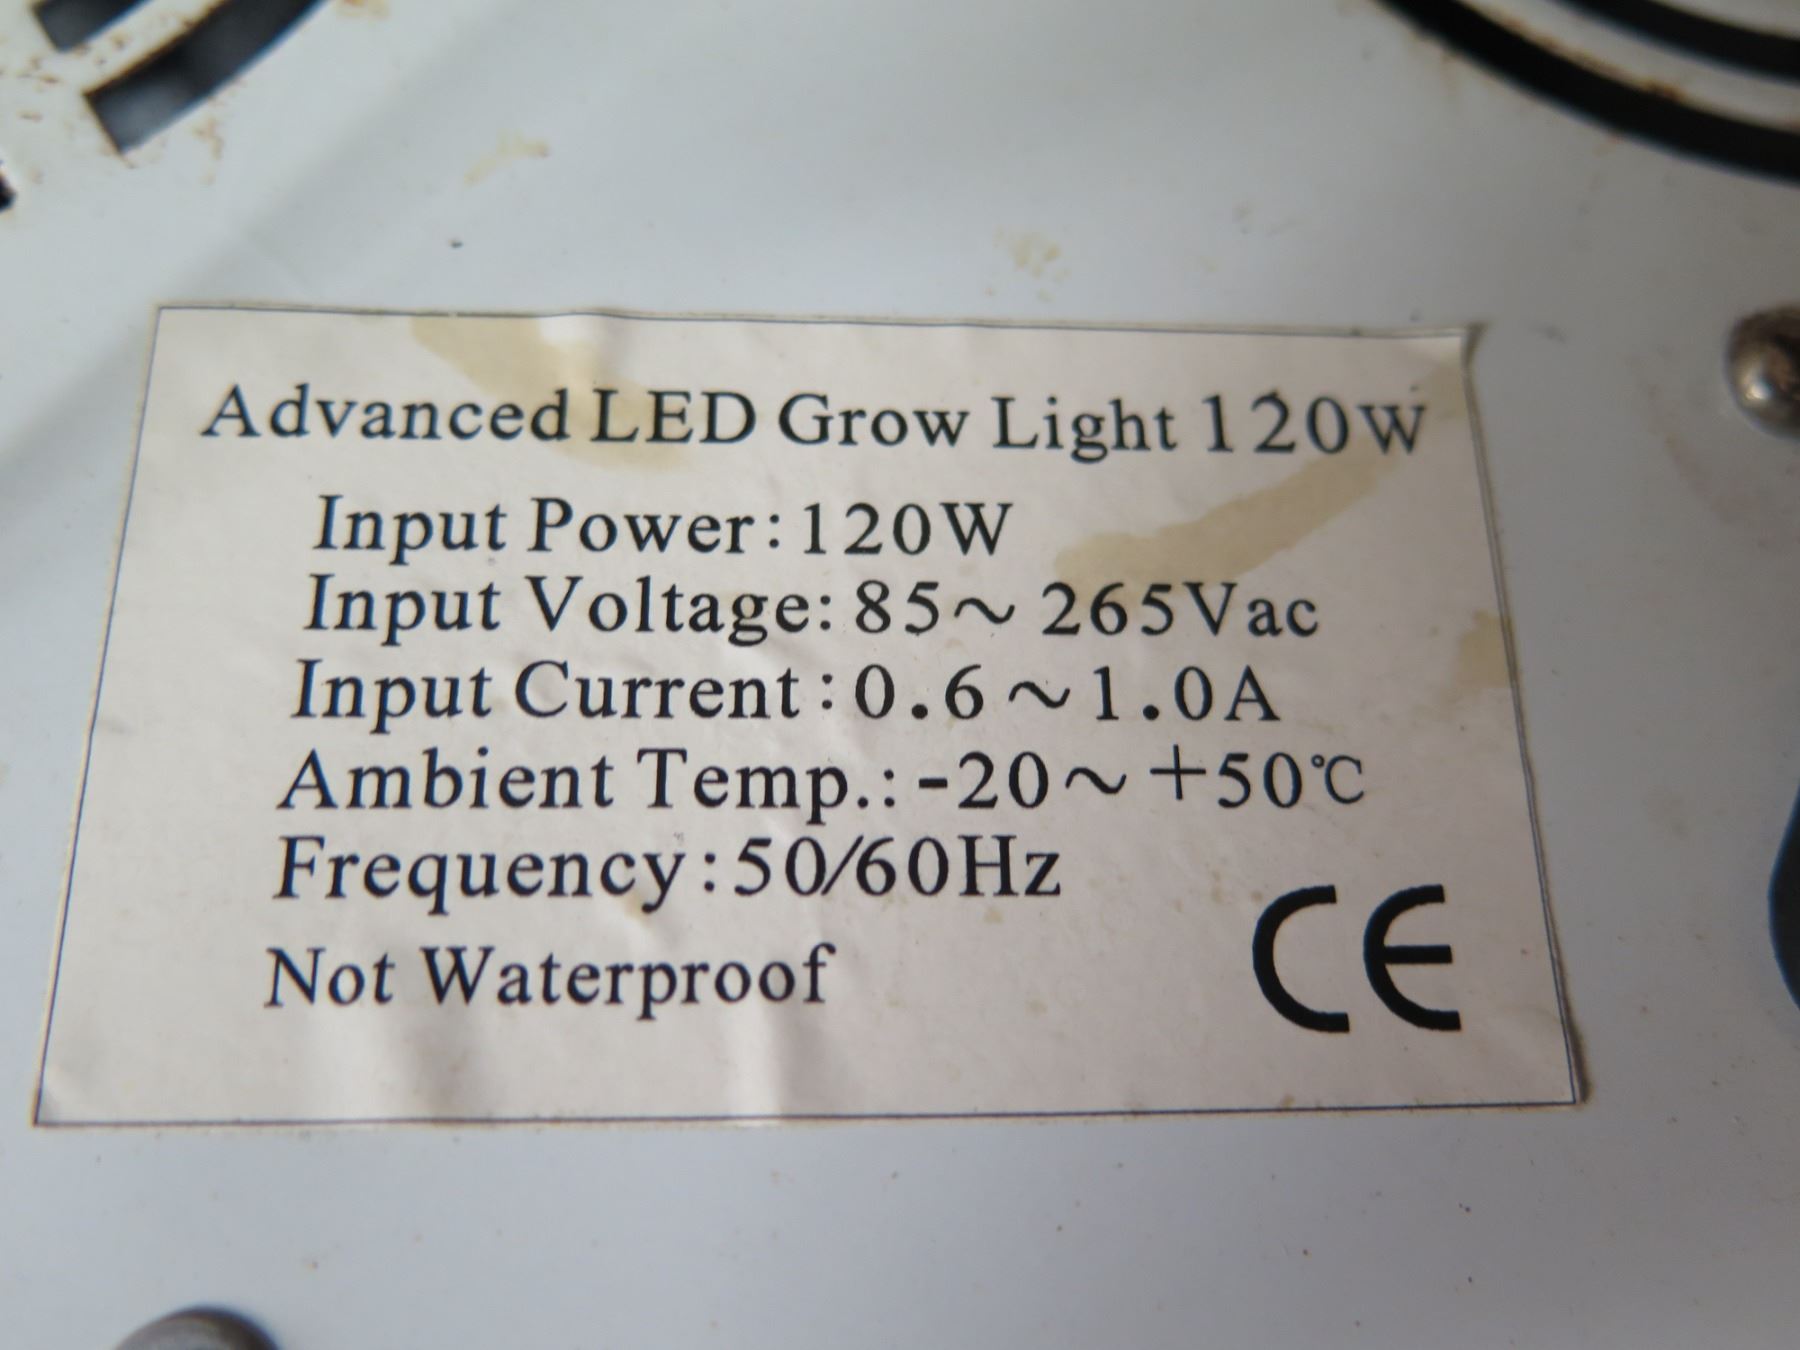 Advanced LED Grow Light 120W
Input Power:120W
Input Voltage: 85～265Vac
Input Current:0.6～1.0A
Ambient Temp.:-20～+50℃
Frequency:50/60Hz
Not Waterproof
CE